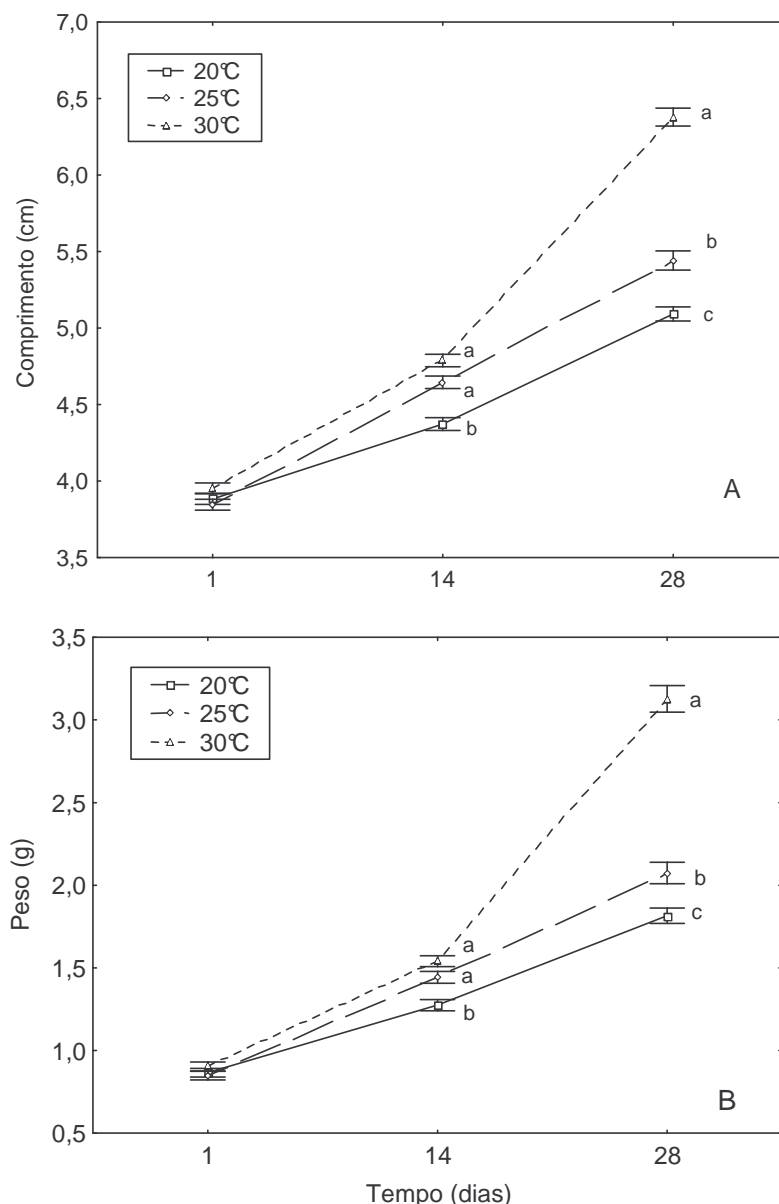 7,0
20°C
25°C
30°C
6,5
a
6,0
5,5
b
5,0
c
a
a
4,5
b
4,0
A
3,5
1
14
28
Comprimento (cm)
3,5
20°C
25°C
30°C
3,0
a
2,5
2,0
b
c
1,5
a
a
b
1,0
B
0,5
1
14
28
Peso (g)
Tempo (dias)